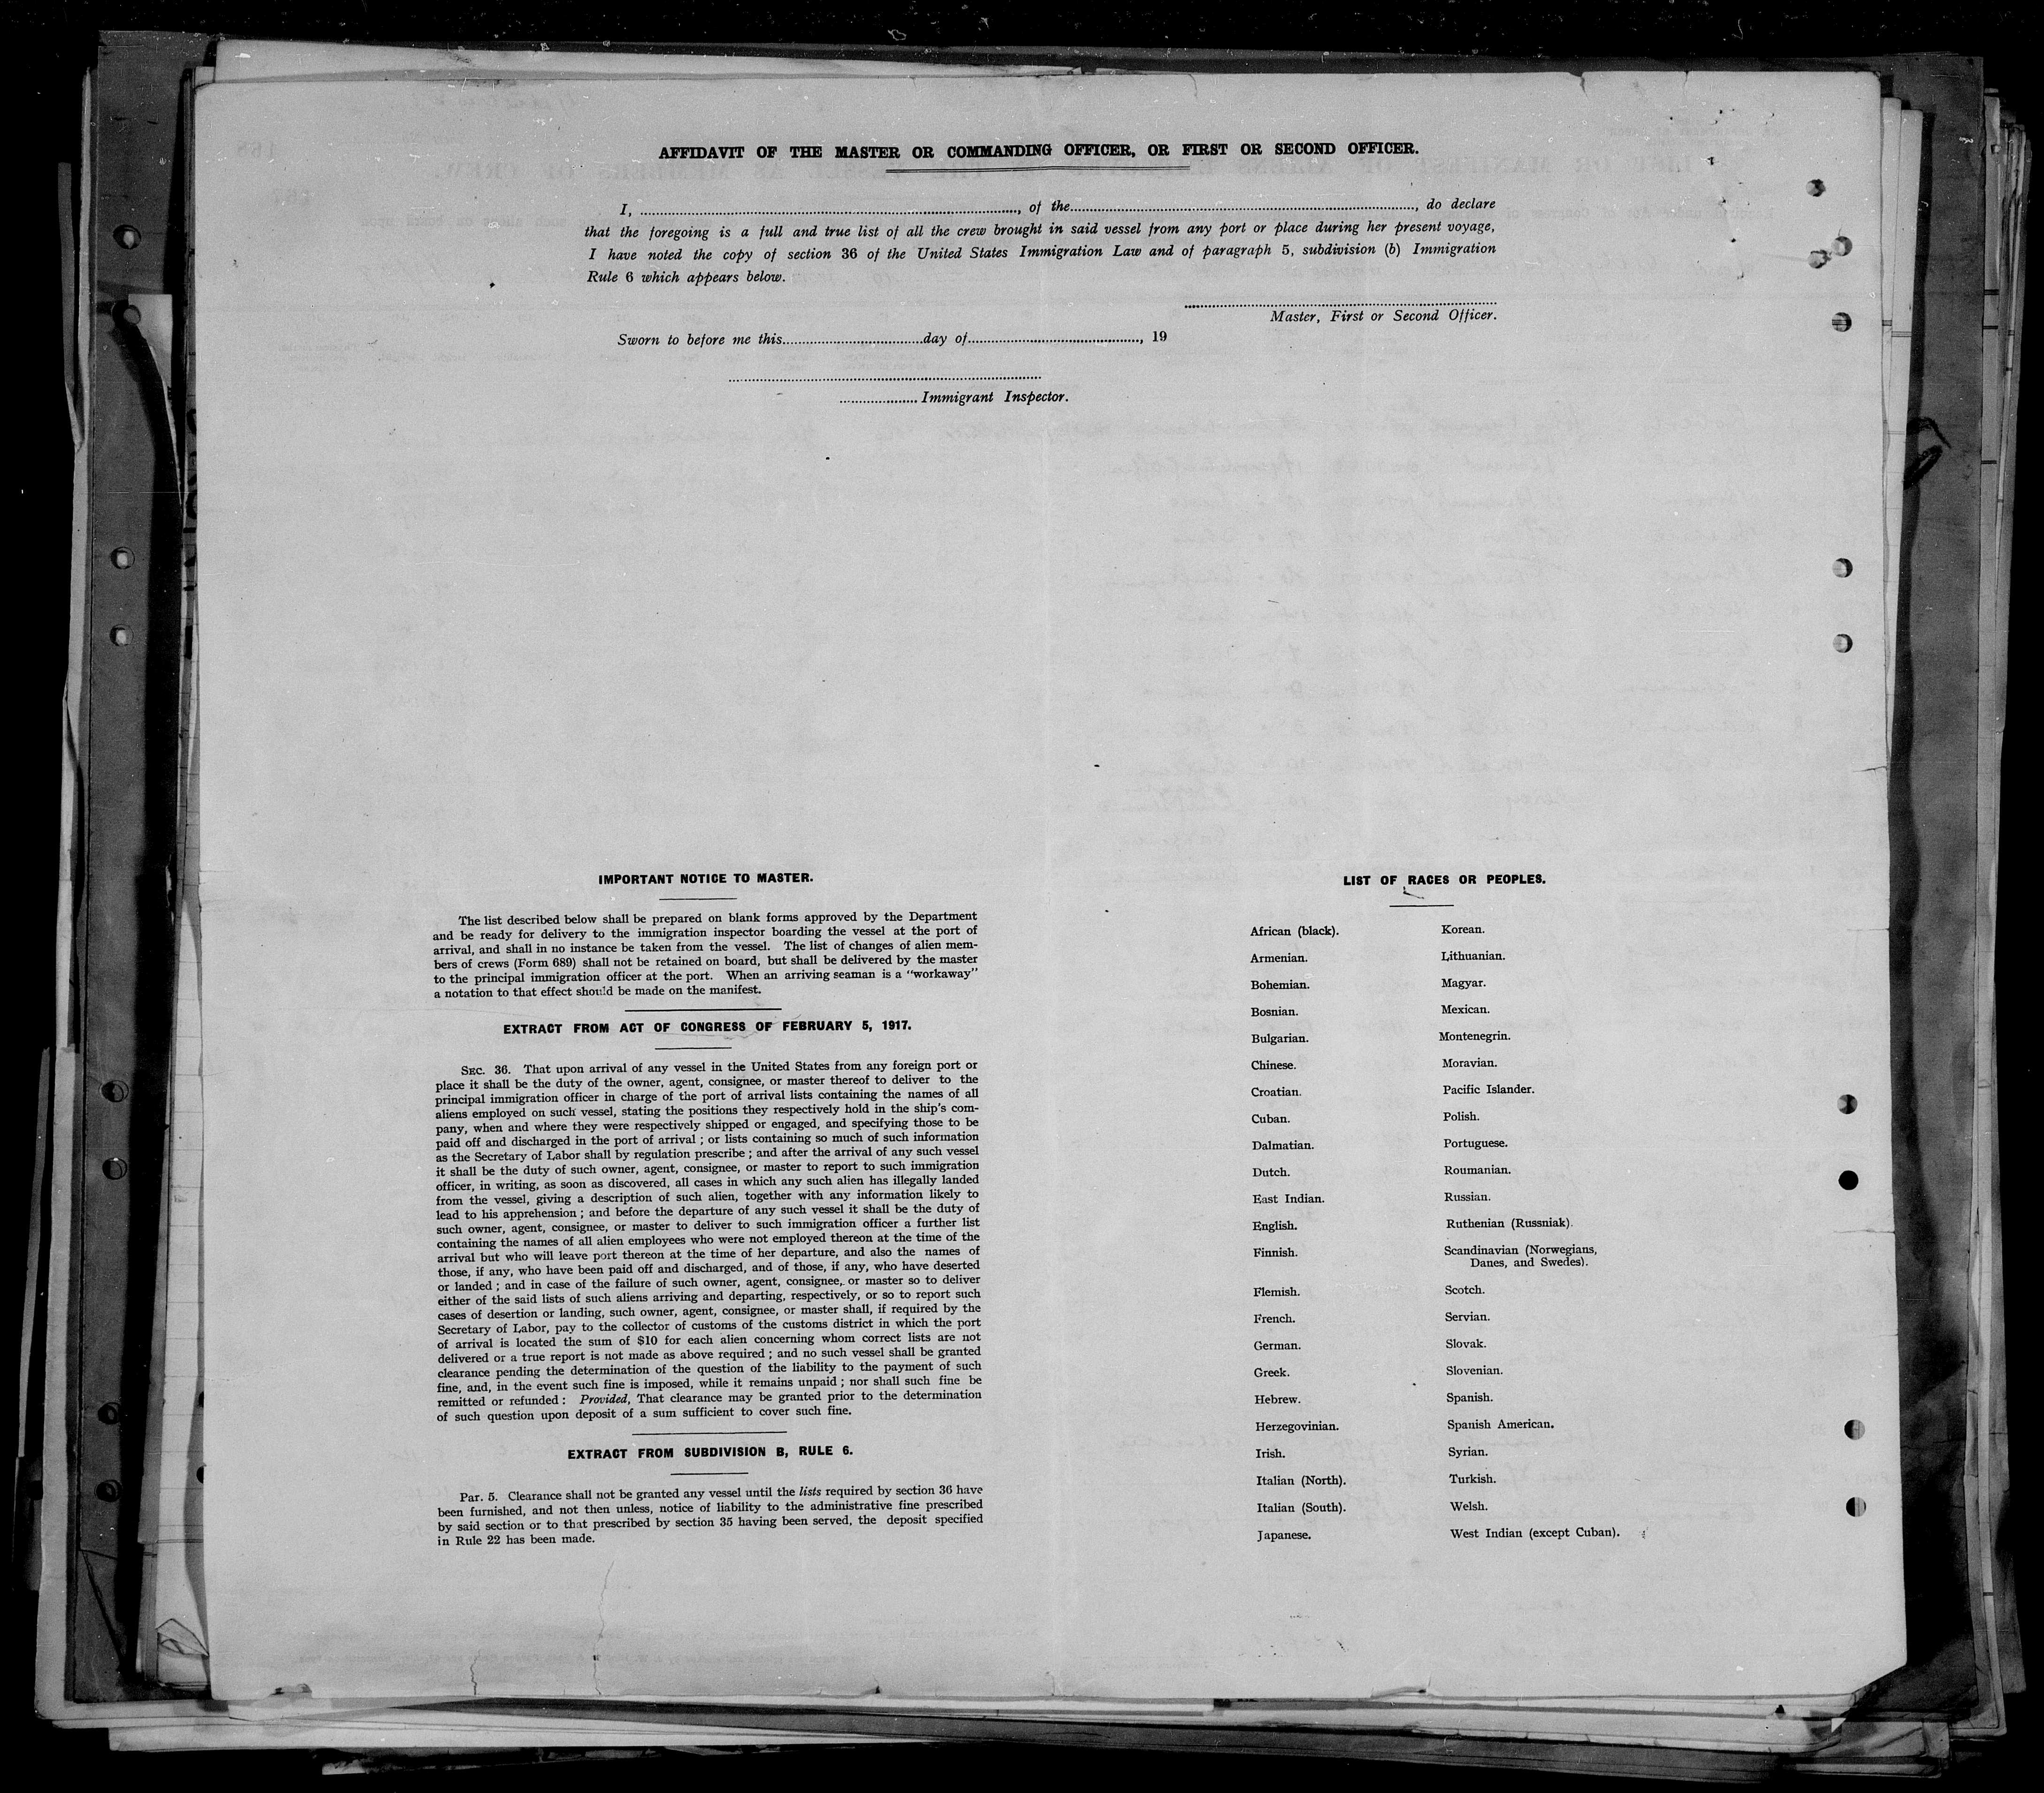 AFFIDAVIT OF THE MASTER OR COMMANDING OFFICER, OR FIRST OR SECOND OFFICER.
I, ............................................................, of the............................................................, do declare
that the foregoing is a full and true list of all the crew brought in said vessel from any port or place during her present voyage,
I have noted the copy of section 36 of the United States Immigration Law and of paragraph 5, subdivision (b) Immigration
Rule 6 which appears below.
Master, First or Second Officer.
Sworn to before me this..............................day of........................................, 19
.................... Immigrant Inspector.
IMPORTANT NOTICE TO MASTER.
The list described below shall be prepared on blank forms approved by the Department
and be ready for delivery to the immigration inspector boarding the vessel at the port of
arrival, and shall in no instance be taken from the vessel. The list of changes of alien mem-
bers of crews (Form 689) shall not be retained on board, but shall be delivered by the master
to the principal immigration officer at the port. When an arriving seaman is a "workaway"
a notation to that effect should be made on the manifest.
EXTRACT FROM ACT OF CONGRESS OF FEBRUARY 5, 1917.
SEC. 36. That upon arrival of any vessel in the United States from any foreign port or
place it shall be the duty of the owner, agent, consignee, or master thereof to deliver to the
principal immigration officer in charge of the port of arrival lists containing the names of all
aliens employed on such vessel, stating the positions they respectively hold in the ship's com-
pany, when and where they were respectively shipped or engaged, and specifying those to be
paid off and discharged in the port of arrival ; or lists containing so much of such information
as the Secretary of Labor shall by regulation prescribe ; and after the arrival of any such vessel
it shall be the duty of such owner, agent, consignee, or master to report to such immigration
officer, in writing, as soon as discovered, all cases in which any such alien has illegally landed
from the vessel, giving a description of such alien, together with any information likely to
lead to his apprehension ; and before the departure of any such vessel it shall be the duty of
such owner, agent, consignee, or master to deliver to such immigration officer a further list
containing the names of all alien employees who were not employed thereon at the time of the
arrival but who will leave port thereon at the time of her departure, and also the names of
those, if any, who have been paid off and discharged, and of those, if any, who have deserted
or landed ; and in case of the failure of such owner, agent, consignee, or master so to deliver
either of the said lists of such aliens arriving and departing, respectively, or so to report such
cases of desertion or landing, such owner, agent, consignee, or master shall, if required by the
Secretary of Labor, pay to the collector of customs of the customs district in which the port
of arrival is located the sum of $10 for each alien concerning whom correct lists are not
delivered or a true report is not made as above required ; and no such vessel shall be granted
clearance pending the determination of the question of the liability to the payment of such
fine, and, in the event such fine is imposed, while it remains unpaid ; nor shall such fine be
remitted or refunded : Provided, That clearance may be granted prior to the determination
of such question upon deposit of a sum sufficient to cover such fine.
EXTRACT FROM SUBDIVISION B, RULE 6.
Par. 5. Clearance shall not be granted any vessel until the lists required by section 36 have
been furnished, and not then unless, notice of liability to the administrative fine prescribed
by said section or to that prescribed by section 35 having been served, the deposit specified
in Rule 22 has been made.
LIST OF RACES OR PEOPLES.
African (black).
Armenian.
Bohemian.
Bosnian.
Bulgarian.
Chinese.
Croatian.
Cuban.
Dalmatian.
Dutch.
East Indian.
English.
Finnish.
Flemish.
French.
German.
Greek.
Hebrew.
Herzegovinian.
Irish.
Italian (North).
Italian (South).
Japanese.
Korean.
Lithuanian.
Magyar.
Mexican.
Montenegrin.
Moravian.
Pacific Islander.
Polish.
Portuguese.
Roumanian.
Russian.
Ruthenian (Russniak).
Scandinavian (Norwegians,
Danes, and Swedes).
Scotch.
Servian.
Slovak.
Slovenian.
Spanish.
Spanish American.
Syrian.
Turkish.
Welsh.
West Indian (except Cuban).